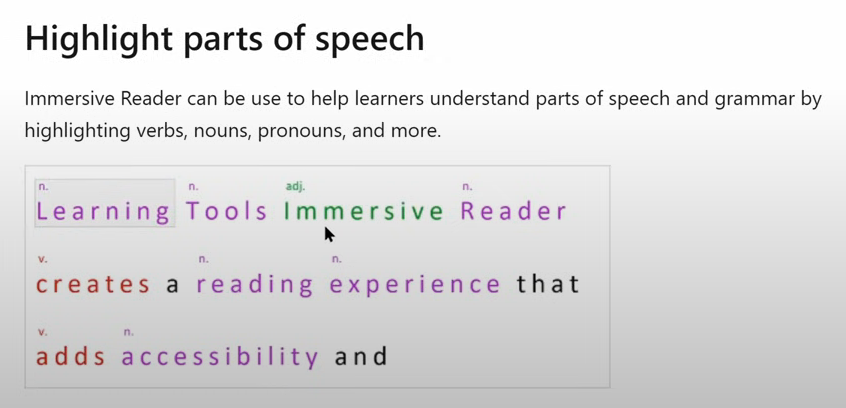 Highlight parts of speech
Immersive Reader can be use to help learners understand parts of speech and grammar by
highlighting verbs, nouns, pronouns, and more.
n. n. adj. n.
Learning Tools Immersive Reader
v. n. n.
creates a reading experience that
v. n.
adds accessibility and